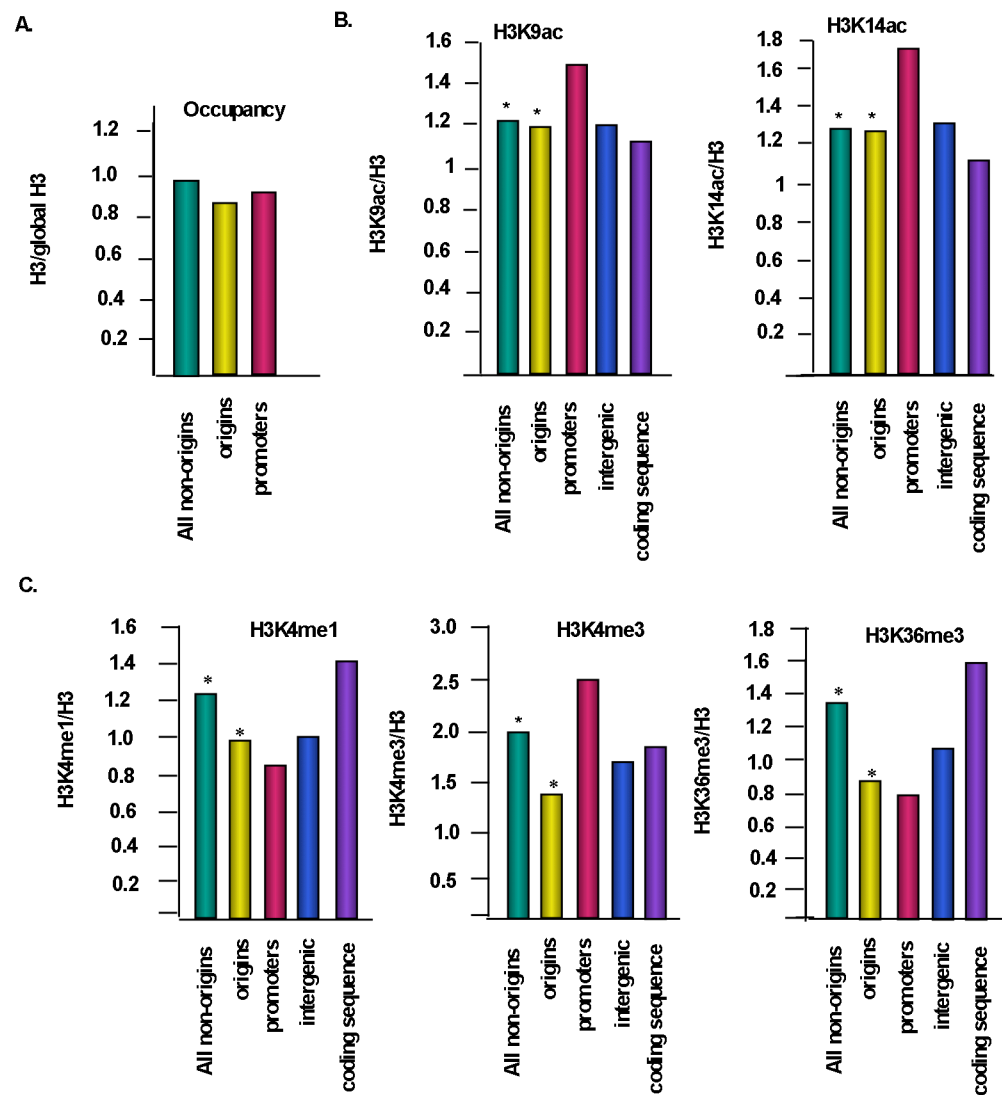 A.
Occupancy
H3/global H3
1.2
1.0
0.8
0.6
0.4
0.2
All non-origins
origins
promoters
B.
H3K9ac
H3K9ac/H3
1.6
1.4
1.2
1
0.8
0.6
0.4
0.2
* *
All non-origins
origins
promoters
intergenic
coding sequence
H3K14ac
H3K14ac/H3
1.8
1.6
1.4
1.2
1
0.8
0.6
0.4
0.2
* *
All non-origins
origins
promoters
intergenic
coding sequence
C.
H3K4me1
H3K4me1/H3
1.6
1.4
1.2
1.0
0.8
0.6
0.4
0.2
*
*
All non-origins
origins
promoters
intergenic
coding sequence
H3K4me3
H3K4me3/H3
3.0
2.5
2.0
1.5
1.0
0.5
*
*
All non-origins
origins
promoters
intergenic
coding sequence
H3K36me3
H3K36me3/H3
1.8
1.6
1.4
1.2
1.0
0.8
0.6
0.4
0.2
*
*
All non-origins
origins
promoters
intergenic
coding sequence